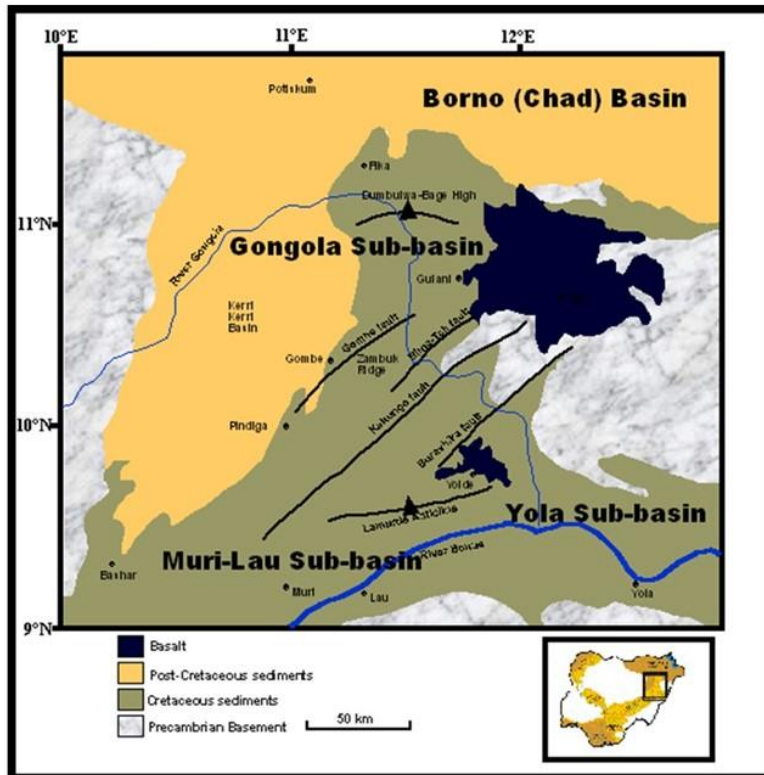 10°E 11°E 12°E
Potiskum
Borno (Chad) Basin
Fika
Dumbulwa-Bage High
11°N
River Gongola
Gongola Sub-basin
Gulani
Kerri
Kerri
Basin
Gombe fault
Gombe
Zambuk
Ridge
fault
Kaltungo fault
Pindiga
10°N
fault
Yolde
Lamurde Anticline
Yola Sub-basin
Muri-Lau Sub-basin
River Benue
Bashar
Muri
Lau
Yola
9°N
Basalt
Post-Cretaceous sediments
Cretaceous sediments
Precambrian Basement
50 km